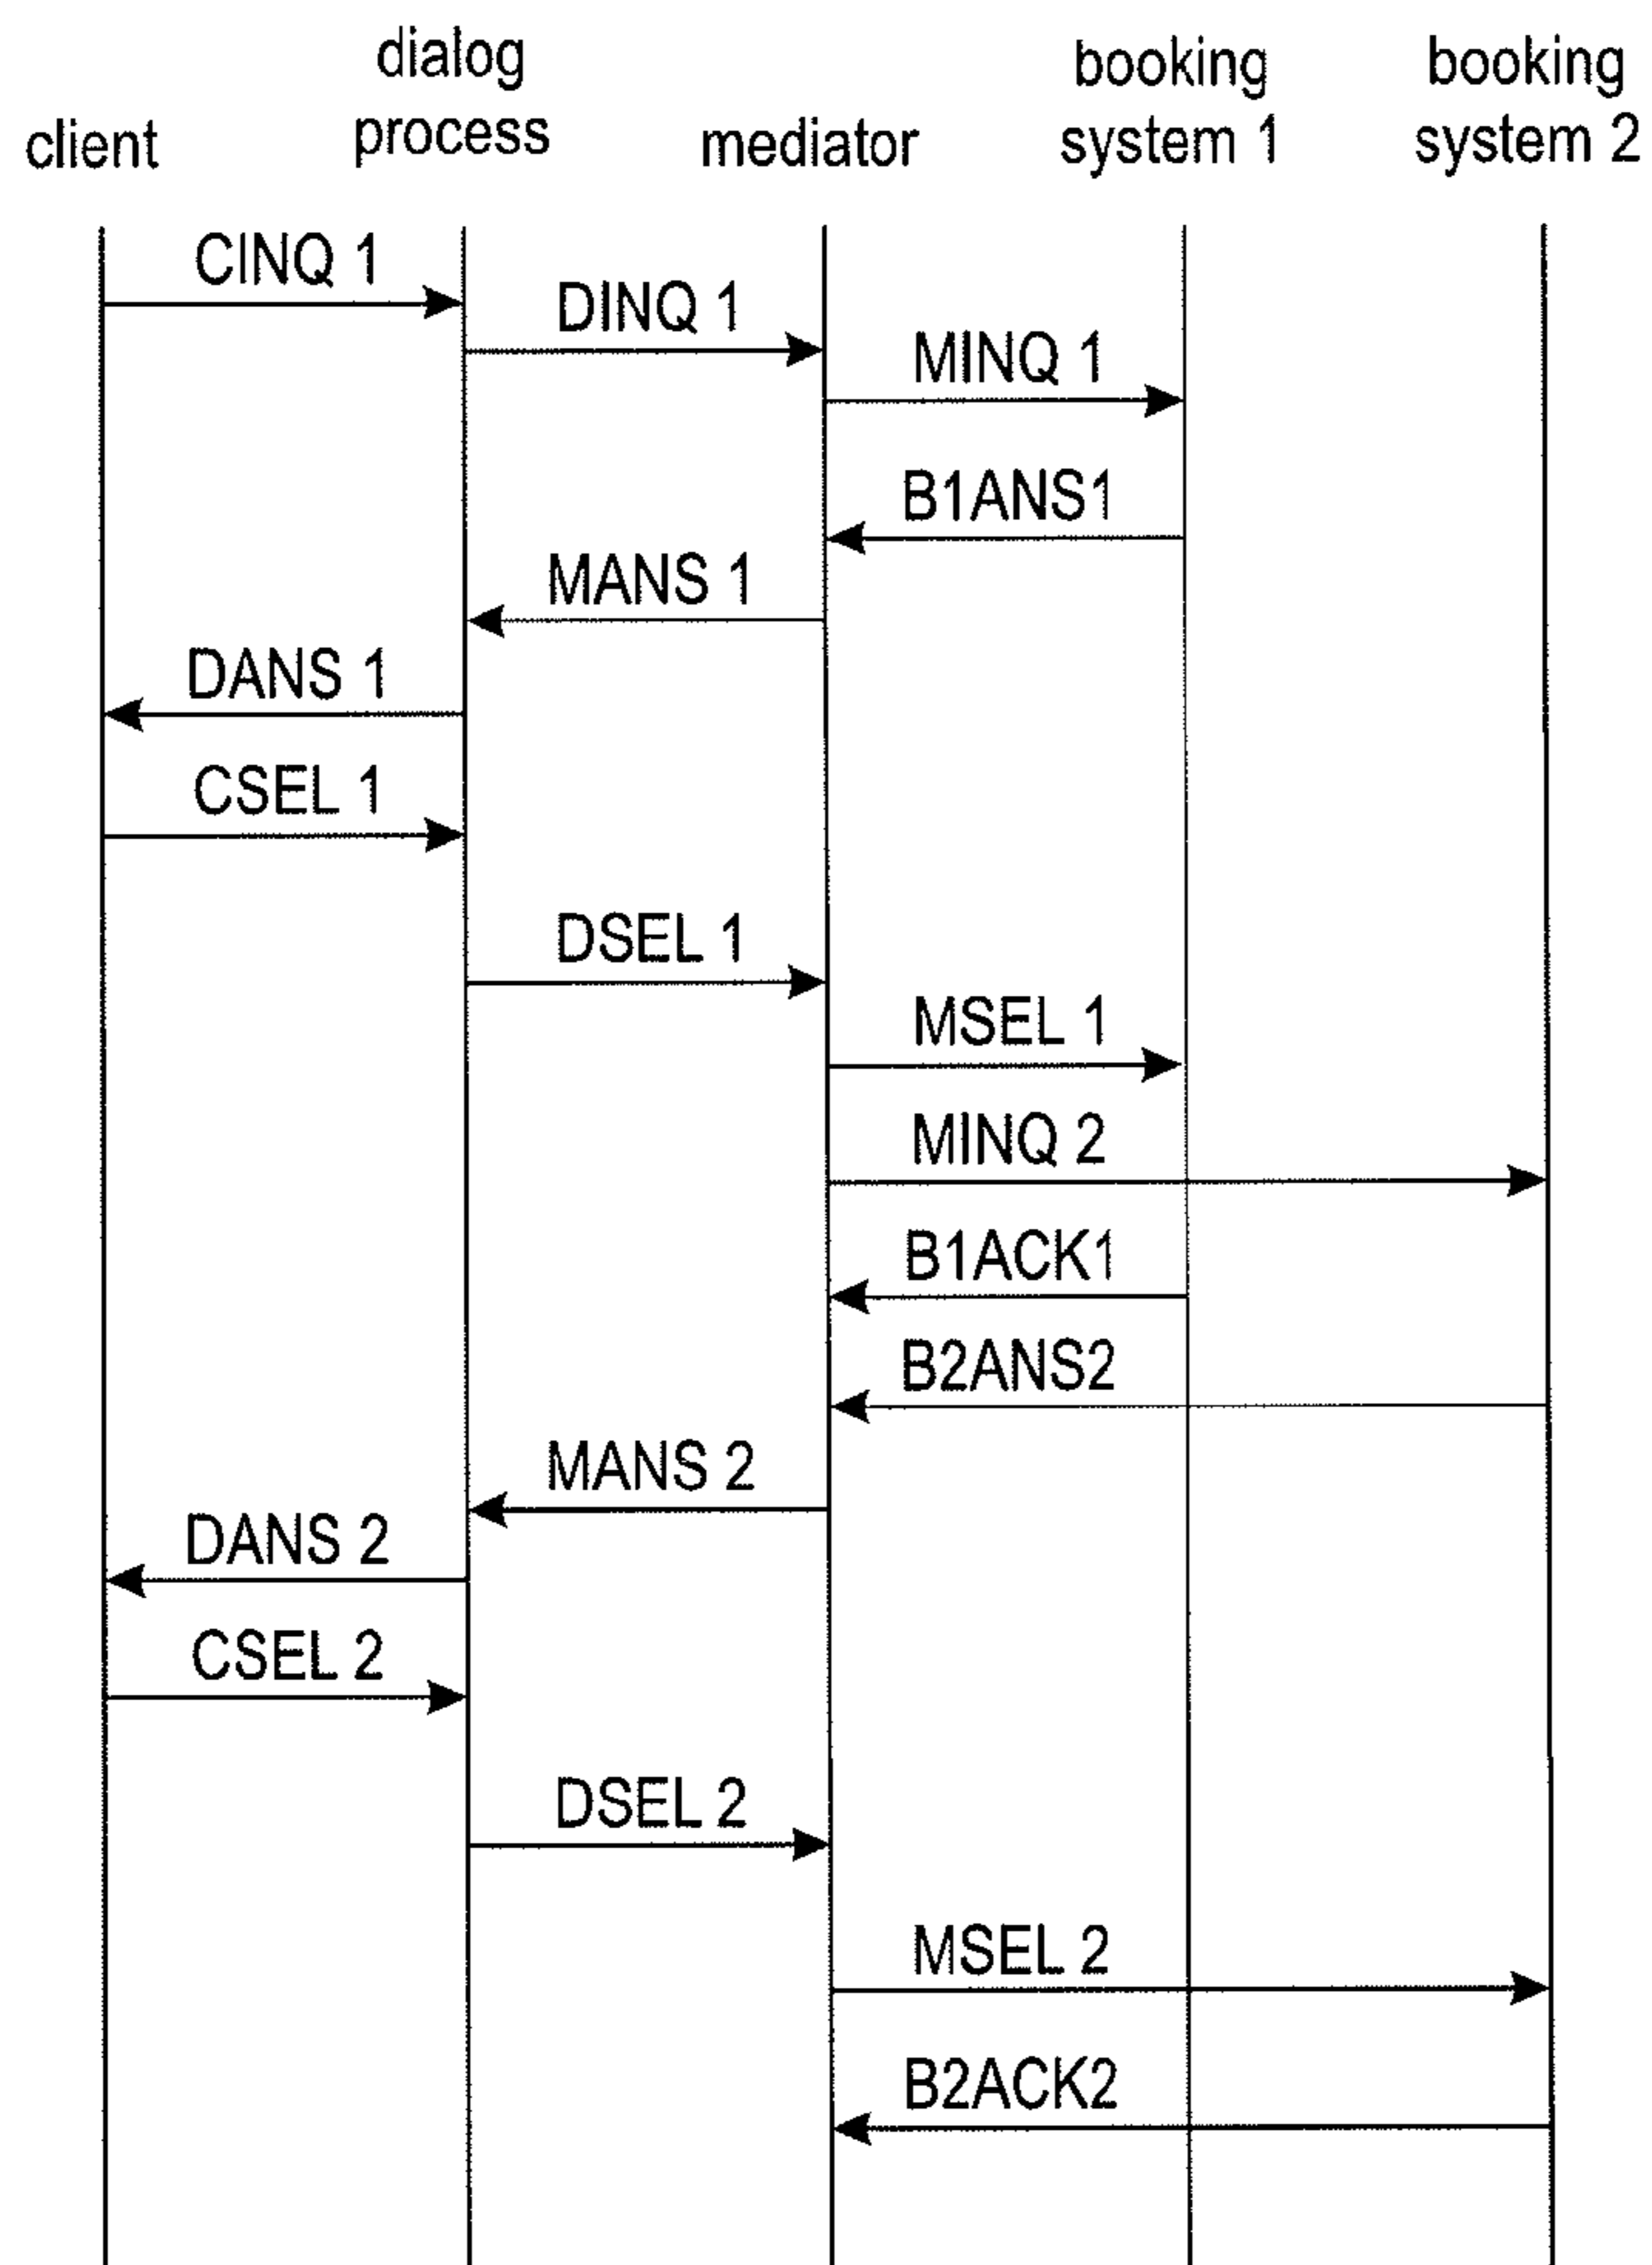 client
dialog
process
mediator
booking
system 1
booking
system 2
CINQ 1
DINQ 1
MINQ 1
B1ANS1
MANS 1
DANS 1
CSEL 1
DSEL 1
MSEL 1
MINQ 2
B1ACK1
B2ANS2
MANS 2
DANS 2
CSEL 2
DSEL 2
MSEL 2
B2ACK2